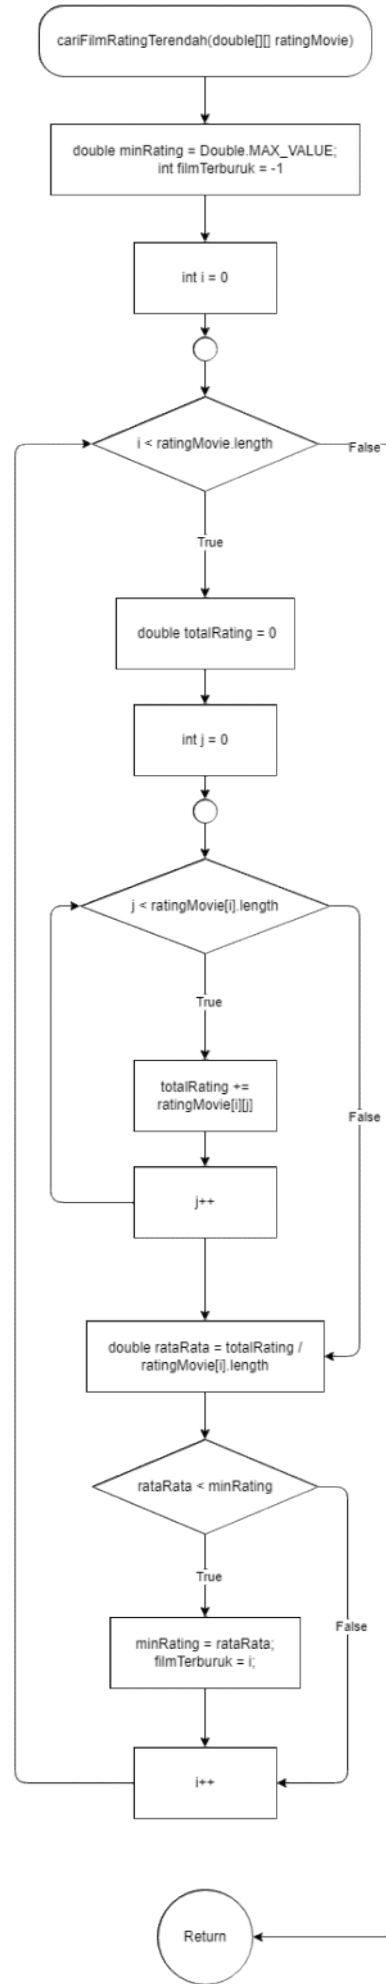 cariFilmRatingTerendah(double[][] ratingMovie)
double minRating = Double.MAX_VALUE;
int filmTerburuk = -1
int i = 0
i < ratingMovie.length
False
True
double totalRating = 0
int j = 0
j < ratingMovie[i].length
True
totalRating +=
ratingMovie[i][j]
False
j++
double rataRata = totalRating /
ratingMovie[i].length
rataRata < minRating
True
False
minRating = rataRata;
filmTerburuk = i;
i++
Return